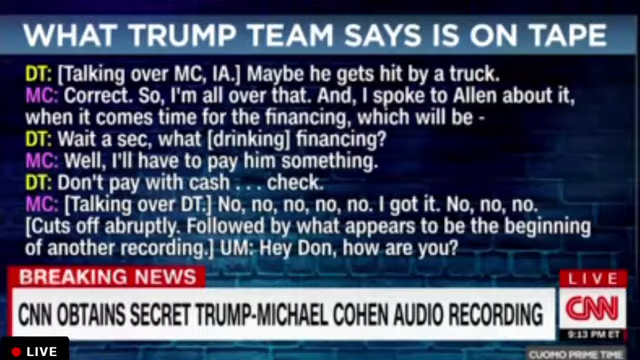 WHAT TRUMP TEAM SAYS IS ON TAPE
DT: [Talking over MC, IA.] Maybe he gets hit by a truck.
MC: Correct. So, I'm all over that. And, I spoke to Allen about it,
when it comes time for the financing, which will be -
DT: Wait a sec, what [drinking] financing?
MC: Well, I'll have to pay him something.
DT: Don't pay with cash . . . check.
MC: [Talking over DT.] No, no, no, no, no. I got it. No, no, no.
[Cuts off abruptly. Followed by what appears to be the beginning
of another recording.] UM: Hey Don, how are you?
BREAKING NEWS
LIVE
CNN OBTAINS SECRET TRUMP-MICHAEL COHEN AUDIO RECORDING
CNN
9:13 PM ET
LIVE
CUOMO PRIME TIME